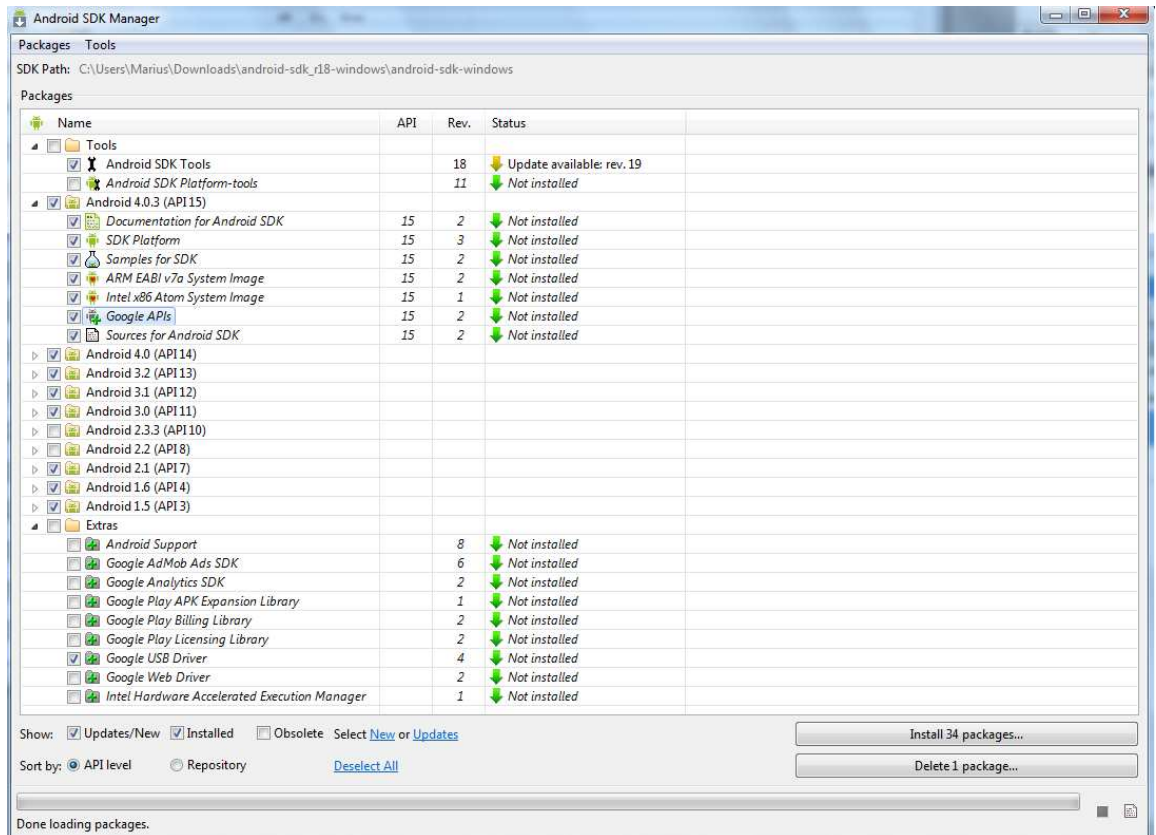 Android SDK Manager
Packages Tools
SDK Path: C:\Users\Marius\Downloads\android-sdk_r18-windows\android-sdk-windows
Packages
Name API Rev. Status
Tools
Android SDK Tools 18 Update available: rev. 19
Android SDK Platform-tools 11 Not installed
Android 4.0.3 (API 15)
Documentation for Android SDK 15 2 Not installed
SDK Platform 15 3 Not installed
Samples for SDK 15 2 Not installed
ARM EABI v7a System Image 15 2 Not installed
Intel x86 Atom System Image 15 1 Not installed
Google APIs 15 2 Not installed
Sources for Android SDK 15 2 Not installed
Android 4.0 (API 14)
Android 3.2 (API 13)
Android 3.1 (API 12)
Android 3.0 (API 11)
Android 2.3.3 (API 10)
Android 2.2 (API 8)
Android 2.1 (API 7)
Android 1.6 (API 4)
Android 1.5 (API 3)
Extras
Android Support 8 Not installed
Google AdMob Ads SDK 6 Not installed
Google Analytics SDK 2 Not installed
Google Play APK Expansion Library 1 Not installed
Google Play Billing Library 2 Not installed
Google Play Licensing Library 2 Not installed
Google USB Driver 4 Not installed
Google Web Driver 2 Not installed
Intel Hardware Accelerated Execution Manager 1 Not installed
Show: Updates/New Installed Obsolete Select New or Updates Install 34 packages...
Sort by: API level Repository Deselect All Delete 1 package...
Done loading packages.